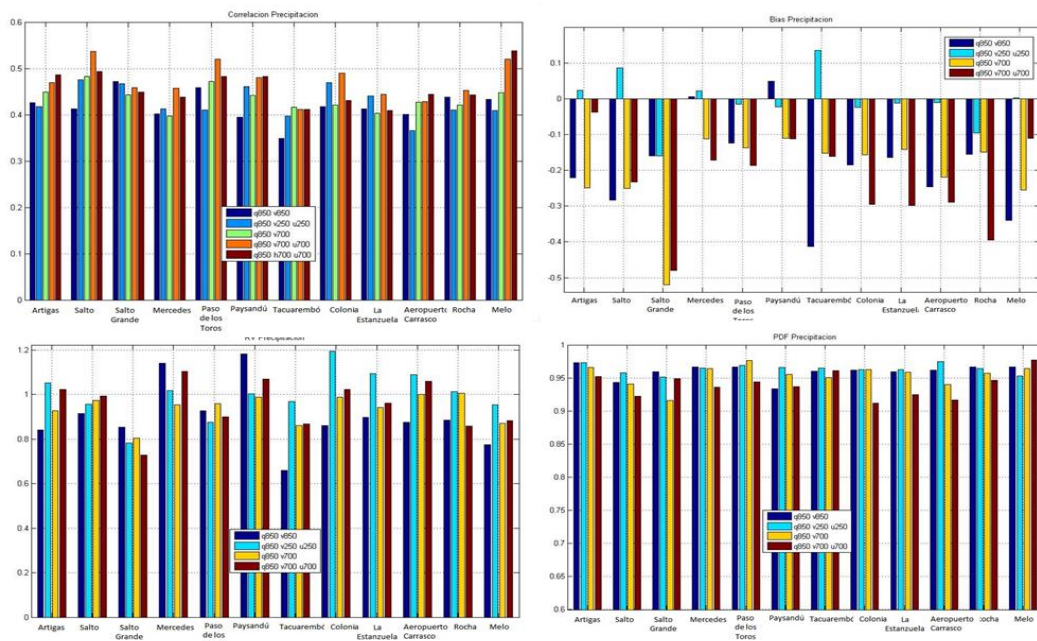 Correlacion Precipitacion
0.6
0.5
0.4
0.3
0.2
0.1
0
q850 v850
q850 v250 u250
q850 v700
q850 v700 u700
q850 h700 u700
Artigas Salto Salto Grande Mercedes Paso de los Toros Paysandú Tacuarembó Colonia La Estanzuela Aeropuerto Carrasco Rocha Melo
Bias Precipitacion
0.1
0
-0.1
-0.2
-0.3
-0.4
-0.5
q850 v850
q850 v250 u250
q850 v700
q850 v700 u700
Artigas Salto Salto Grande Mercedes Paso de los Toros Paysandú Tacuarembó Colonia La Estanzuela Aeropuerto Carrasco Rocha Melo
RV Precipitacion
1.2
1
0.8
0.6
0.4
0.2
0
q850 v850
q850 v250 u250
q850 v700
q850 v700 u700
Artigas Salto Salto Grande Mercedes Paso de los Paysandú Tacuarembó Colonia La Estanzuela Aeropuerto Carrasco Rocha Melo
PDF Precipitacion
1
0.95
0.9
0.85
0.8
0.75
0.7
0.65
0.6
q850 v850
q850 v250 u250
q850 v700
q850 v700 u700
Artigas Salto Salto Grande Mercedes Paso de los Toros Paysandú Tacuarembó Colonia La Estanzuela Aeropuerto Carrasco ocha Melo